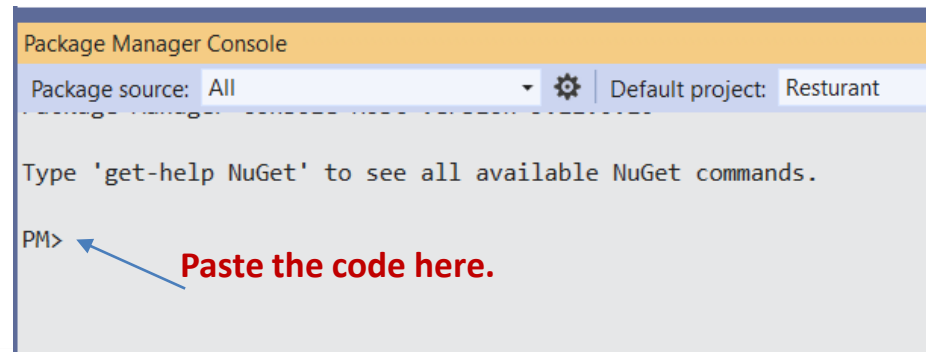 Package Manager Console
Package source: All Default project: Resturant
Type 'get-help NuGet' to see all available NuGet commands.
PM>
Paste the code here.